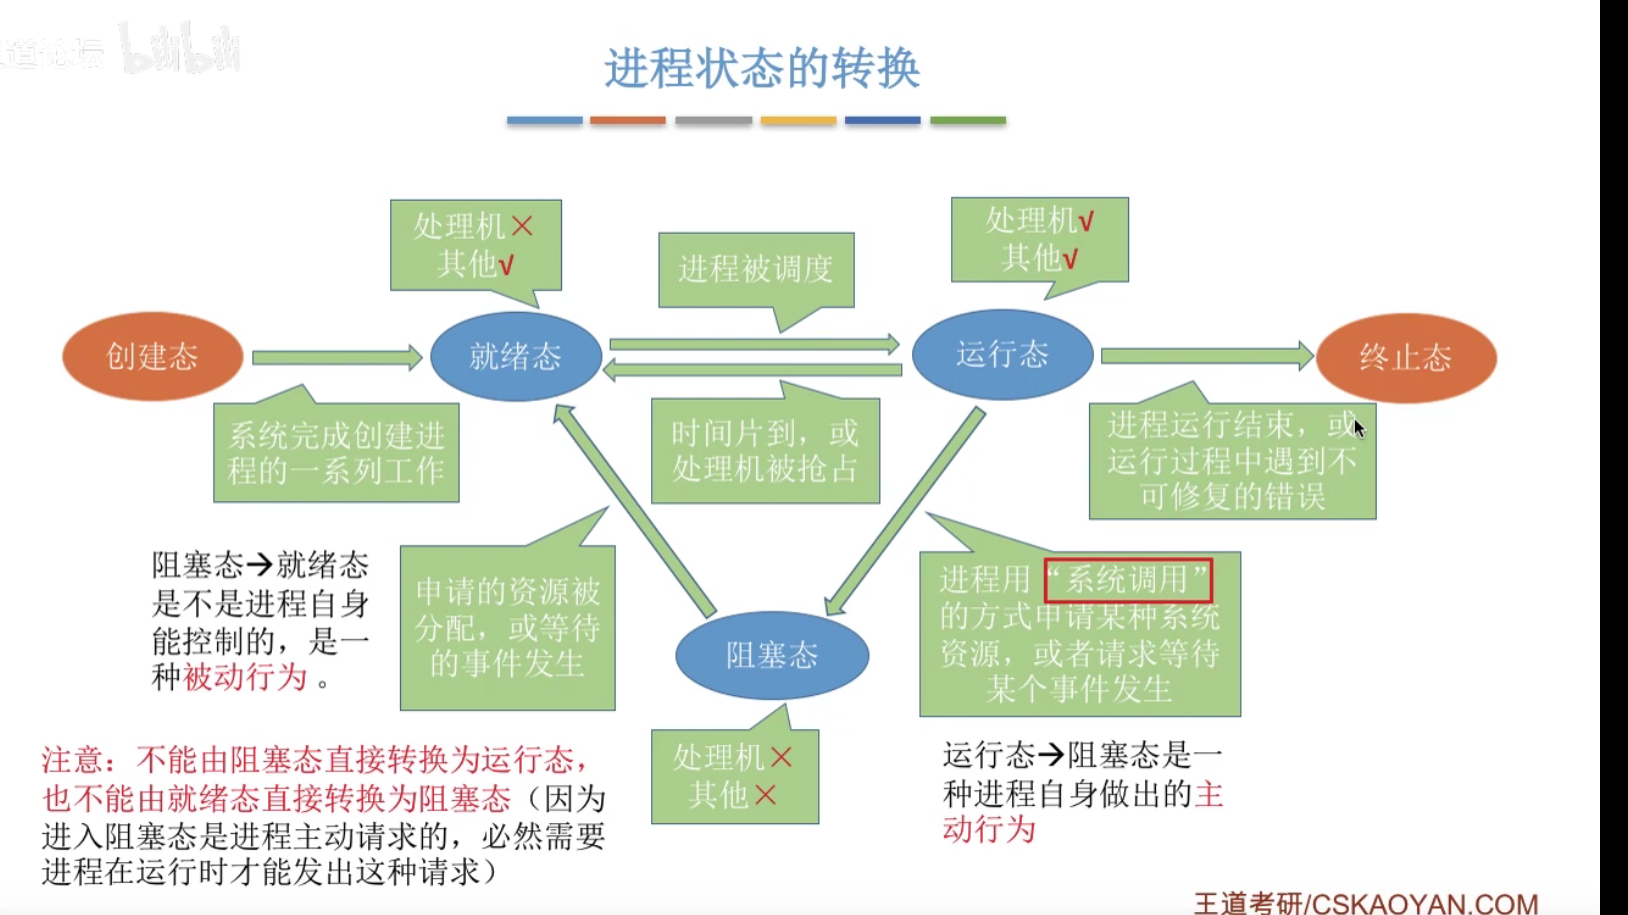 道论坛 bilibili
进程状态的转换
处理机×
其他√
进程被调度
处理机√
其他√
创建态
就绪态
运行态
终止态
系统完成创建进
程的一系列工作
时间片到，或
处理机被抢占
进程运行结束，或
运行过程中遇到不
可修复的错误
阻塞态→就绪态
是不是进程自身
能控制的，是一
种被动行为。
申请的资源被
分配，或等待
的事件发生
进程用“系统调用”
的方式申请某种系统
资源，或者请求等待
某个事件发生
阻塞态
处理机×
其他×
注意：不能由阻塞态直接转换为运行态，
也不能由就绪态直接转换为阻塞态（因为
进入阻塞态是进程主动请求的，必然需要
进程在运行时才能发出这种请求）
运行态→阻塞态是一
种进程自身做出的主
动行为
王道考研/CSKAOYAN.COM